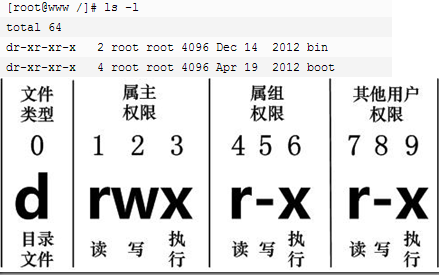 [root@www /]# ls -l
total 64
dr-xr-xr-x   2 root root 4096 Dec 14  2012 bin
dr-xr-xr-x   4 root root 4096 Apr 19  2012 boot
文件 属主 属组 其他用户
类型 权限 权限 权限
0 1 2 3 4 5 6 7 8 9
d rwx r-x r-x
目录 读 写 执 读 写 执 读 写 执
文件 行 行 行